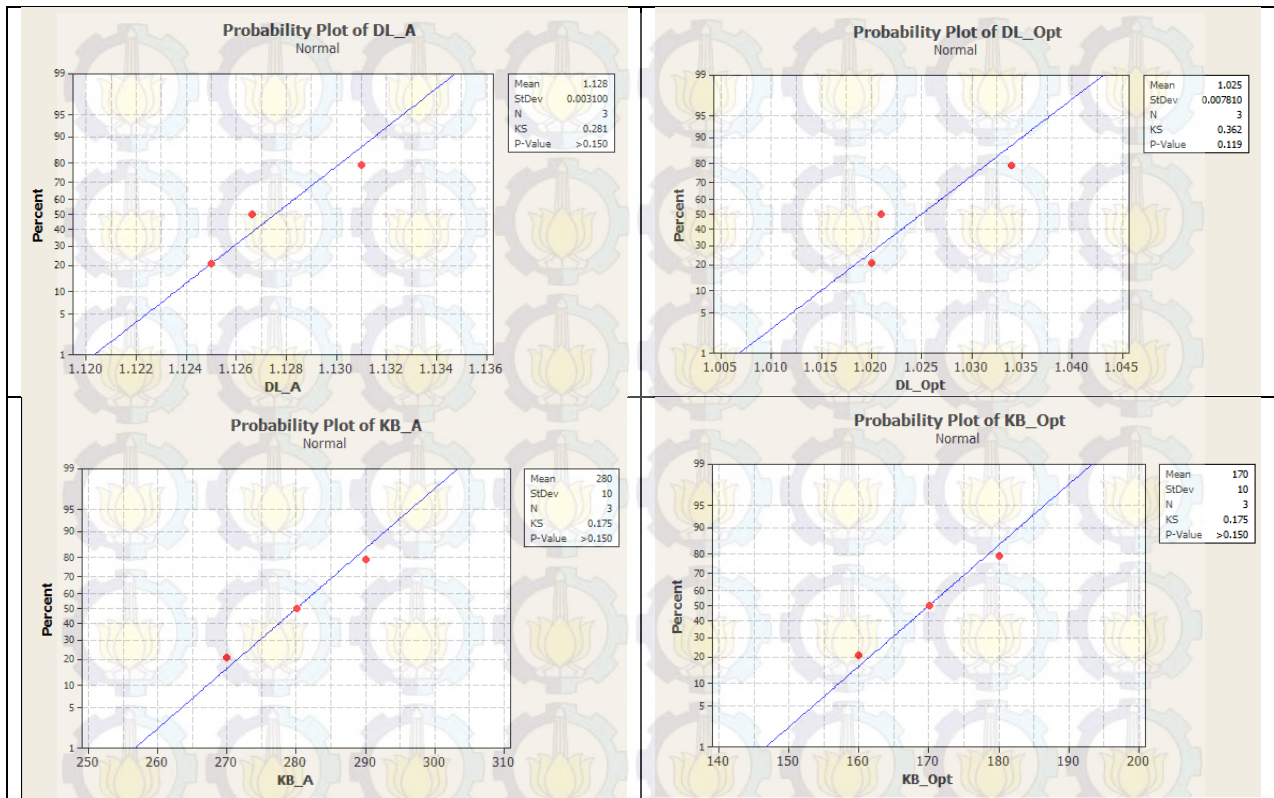 Probability Plot of DL_A
Normal
99
95
90
80
70
60
50
40
30
20
10
5
1
Percent
1.120 1.122 1.124 1.126 1.128 1.130 1.132 1.134 1.136
DL_A
Mean 1.128
StDev 0.003100
N 3
KS 0.281
P-Value >0.150
Probability Plot of DL_Opt
Normal
99
95
90
80
70
60
50
40
30
20
10
5
1
Percent
1.005 1.010 1.015 1.020 1.025 1.030 1.035 1.040 1.045
DL_Opt
Mean 1.025
StDev 0.007810
N 3
KS 0.362
P-Value 0.119
Probability Plot of KB_A
Normal
99
95
90
80
70
60
50
40
30
20
10
5
1
Percent
250 260 270 280 290 300 310
KB_A
Mean 280
StDev 10
N 3
KS 0.175
P-Value >0.150
Probability Plot of KB_Opt
Normal
99
95
90
80
70
60
50
40
30
20
10
5
1
Percent
140 150 160 170 180 190 200
KB_Opt
Mean 170
StDev 10
N 3
KS 0.175
P-Value >0.150